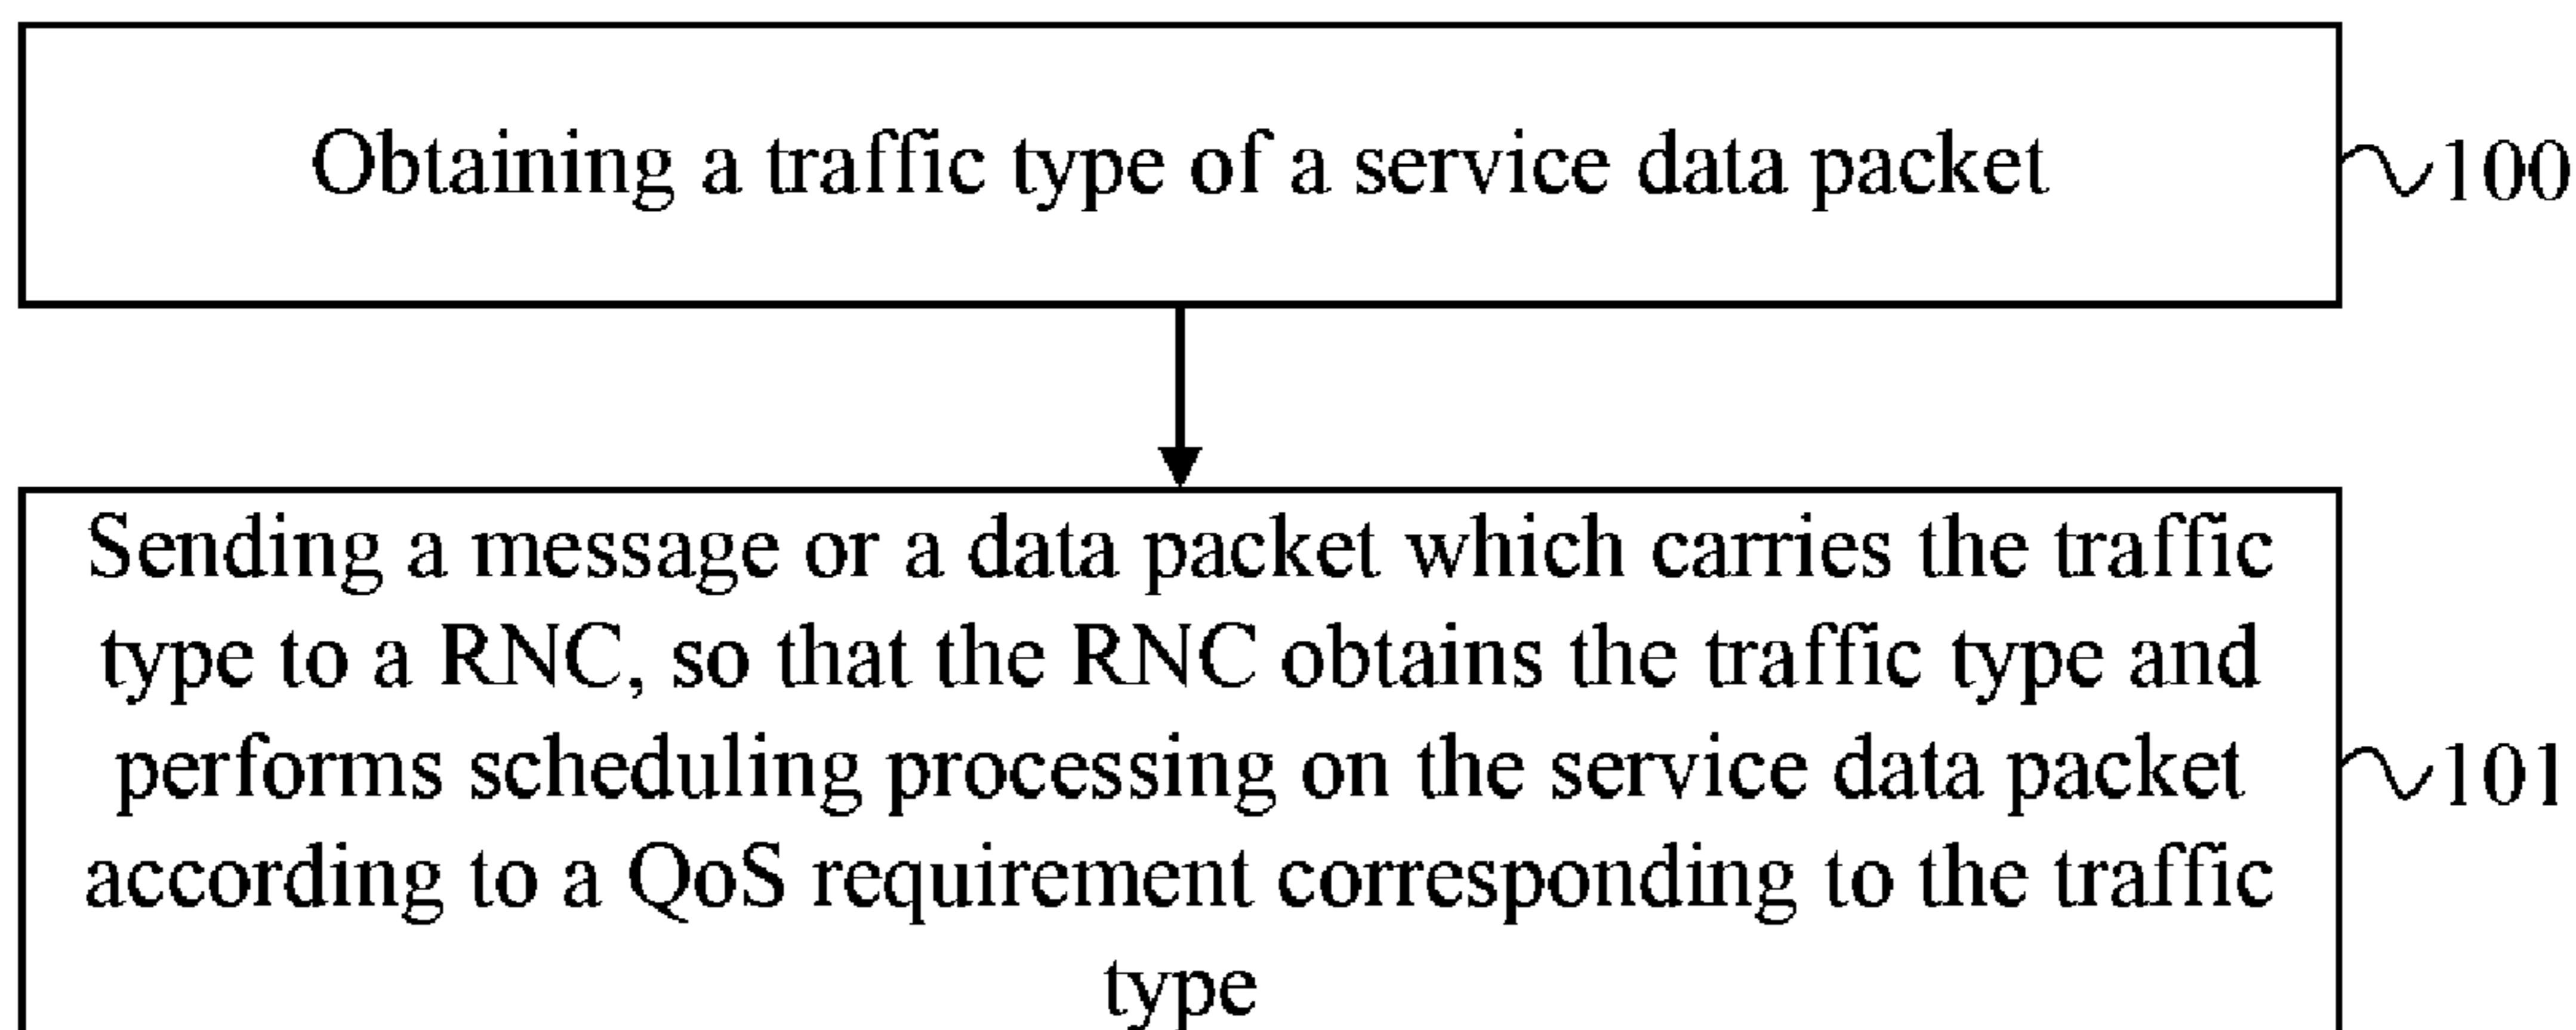 Obtaining a traffic type of a service data packet
100
Sending a message or a data packet which carries the traffic
type to a RNC, so that the RNC obtains the traffic type and
performs scheduling processing on the service data packet
101
according to a QoS requirement corresponding to the traffic
type